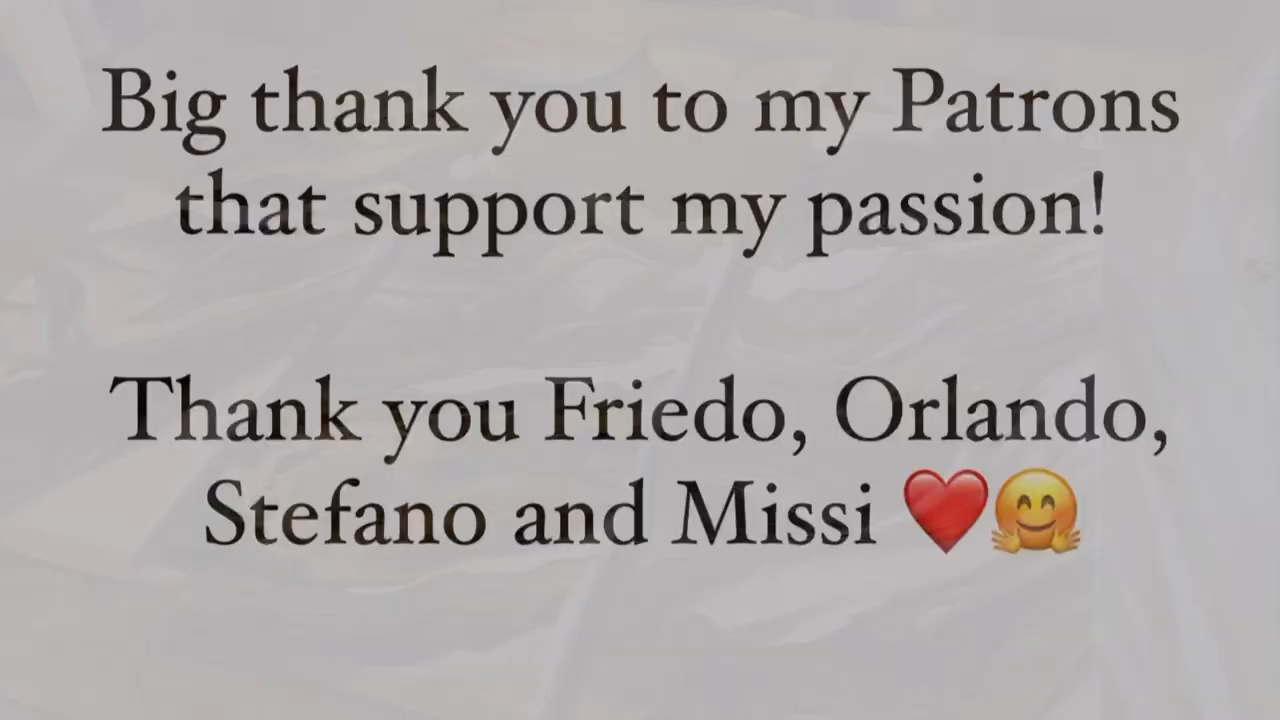 Big thank you to my Patrons
that support my passion!
Thank you Friedo, Orlando,
Stefano and Missi ❤️🤗